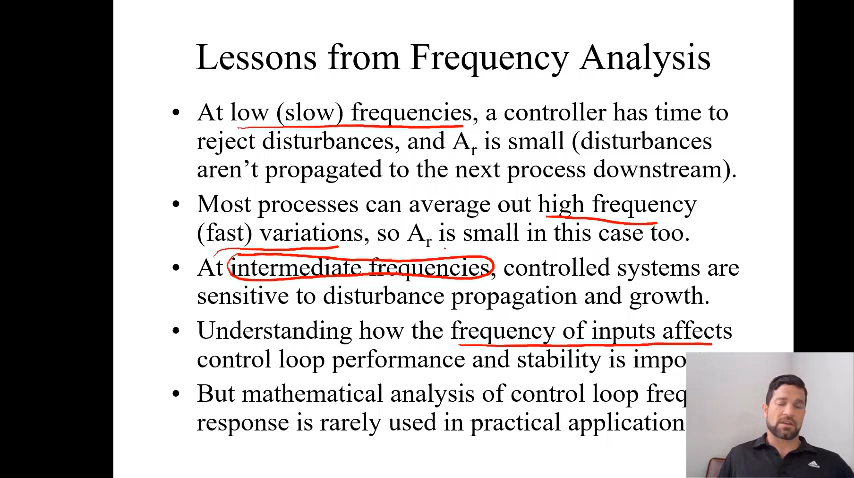 Lessons from Frequency Analysis
• At low (slow) frequencies, a controller has time to
reject disturbances, and Ar is small (disturbances
aren't propagated to the next process downstream).
• Most processes can average out high frequency
(fast) variations, so Ar is small in this case too.
• At intermediate frequencies, controlled systems are
sensitive to disturbance propagation and growth.
• Understanding how the frequency of inputs affects
control loop performance and stability is impo
• But mathematical analysis of control loop freq
response is rarely used in practical application